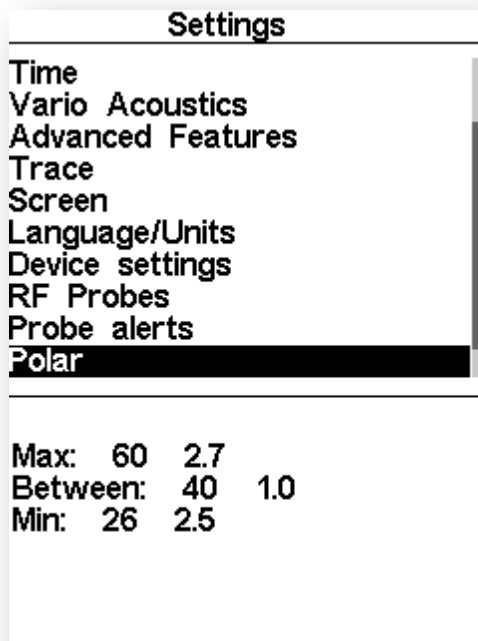 Settings
Time
Vario Acoustics
Advanced Features
Trace
Screen
Language/Units
Device settings
RF Probes
Probe alerts
Polar
Max: 60 2.7
Between: 40 1.0
Min: 26 2.5